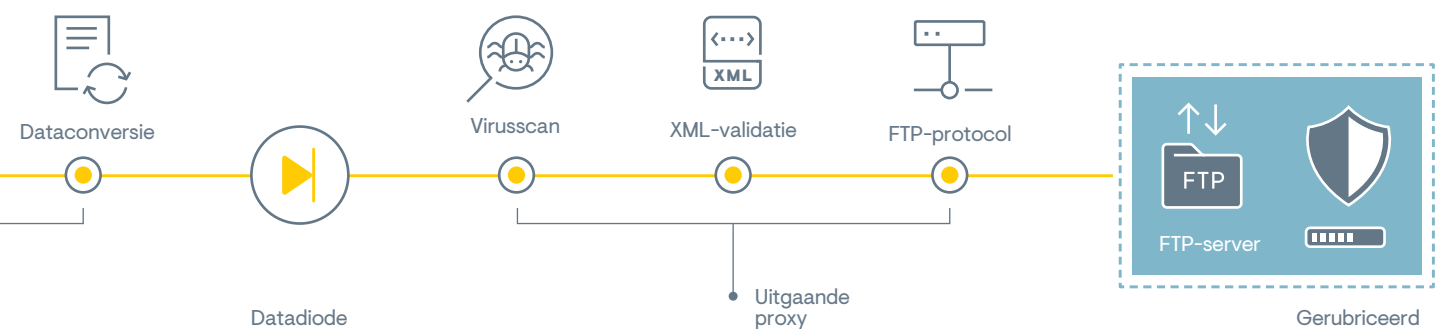 Dataconversie
Virusscan
XML
XML-validatie
FTP-protocol
FTP
FTP-server
Datadiode
Uitgaande
proxy
Gerubriceerd